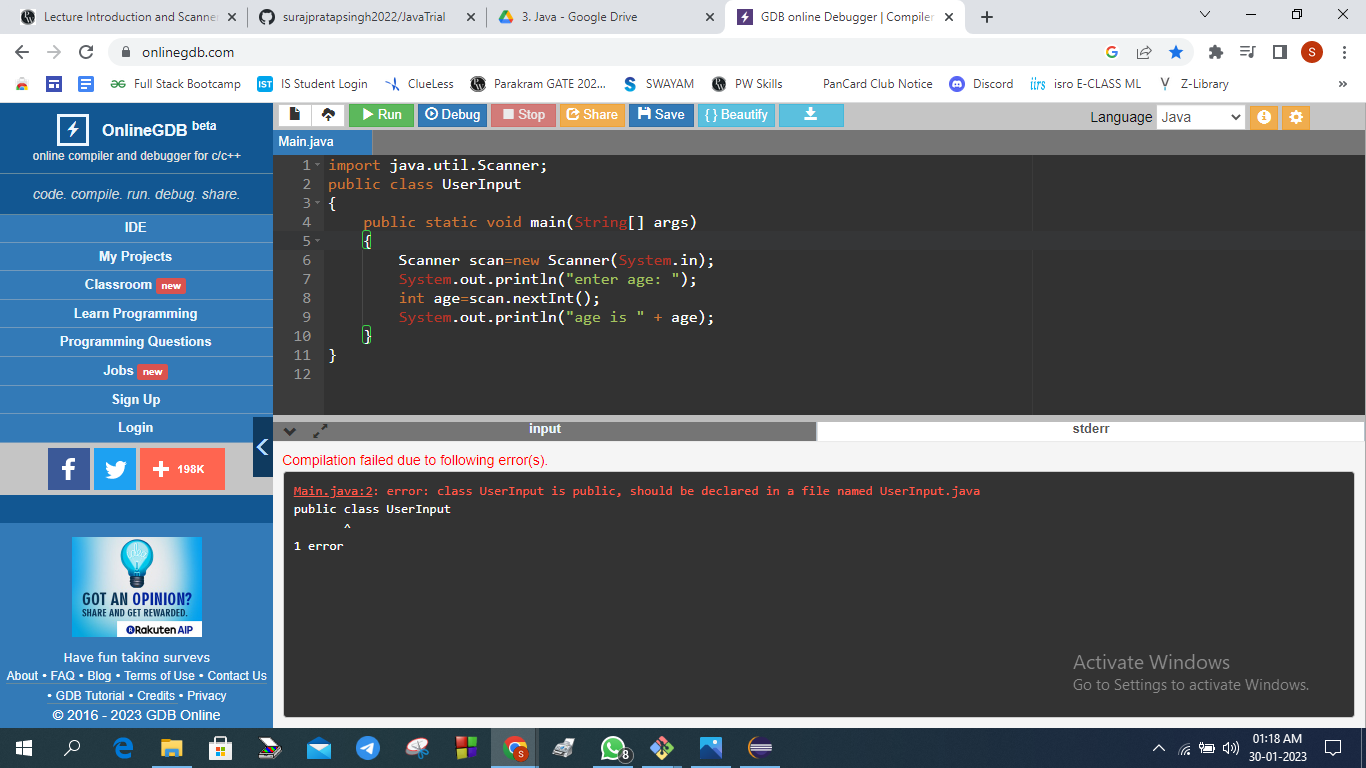 Lecture Introduction and Scanner
surajpratapsingh2022/JavaTrial
3. Java - Google Drive
GDB online Debugger | Compiler
onlinegdb.com
S
Full Stack Bootcamp
IST IS Student Login
ClueLess
Parakram GATE 202...
S SWAYAM
PW Skills
PanCard Club Notice
Discord
iirs isro E-CLASS ML
Y Z-Library
»
OnlineGDB beta
online compiler and debugger for c/c++
code. compile. run. debug. share.
IDE
My Projects
Classroom new
Learn Programming
Programming Questions
Jobs new
Sign Up
Login
f
+ 198K
GOT AN OPINION?
SHARE AND GET REWARDED.
Rakuten AIP
Have fun taking surveys
About • FAQ • Blog • Terms of Use • Contact Us
• GDB Tutorial • Credits • Privacy
© 2016 - 2023 GDB Online
Run Debug Stop Share Save { } Beautify
Language Java
Main.java
1 import java.util.Scanner;
2 public class UserInput
3 {
4 public static void main(String[] args)
5 {
6 Scanner scan=new Scanner(System.in);
7 System.out.println("enter age: ");
8 int age=scan.nextInt();
9 System.out.println("age is " + age);
10 }
11 }
12
input
stderr
Compilation failed due to following error(s).
Main.java:2: error: class UserInput is public, should be declared in a file named UserInput.java
public class UserInput
^
1 error
Activate Windows
Go to Settings to activate Windows.
S
8
01:18 AM
30-01-2023